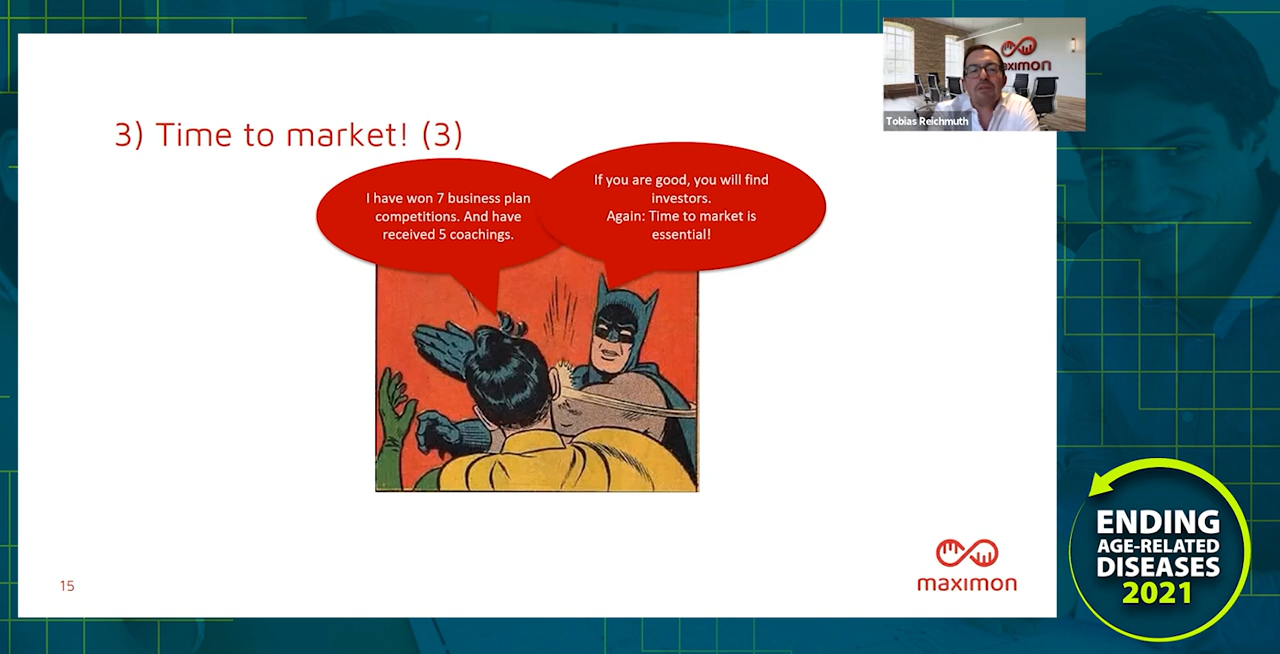 3) Time to market! (3)
I have won 7 business plan
competitions. And have
received 5 coachings.
If you are good, you will find
investors.
Again: Time to market is
essential!
maximon
Tobias Reichmuth
15
maximon
ENDING
AGE-RELATED
DISEASES
2021